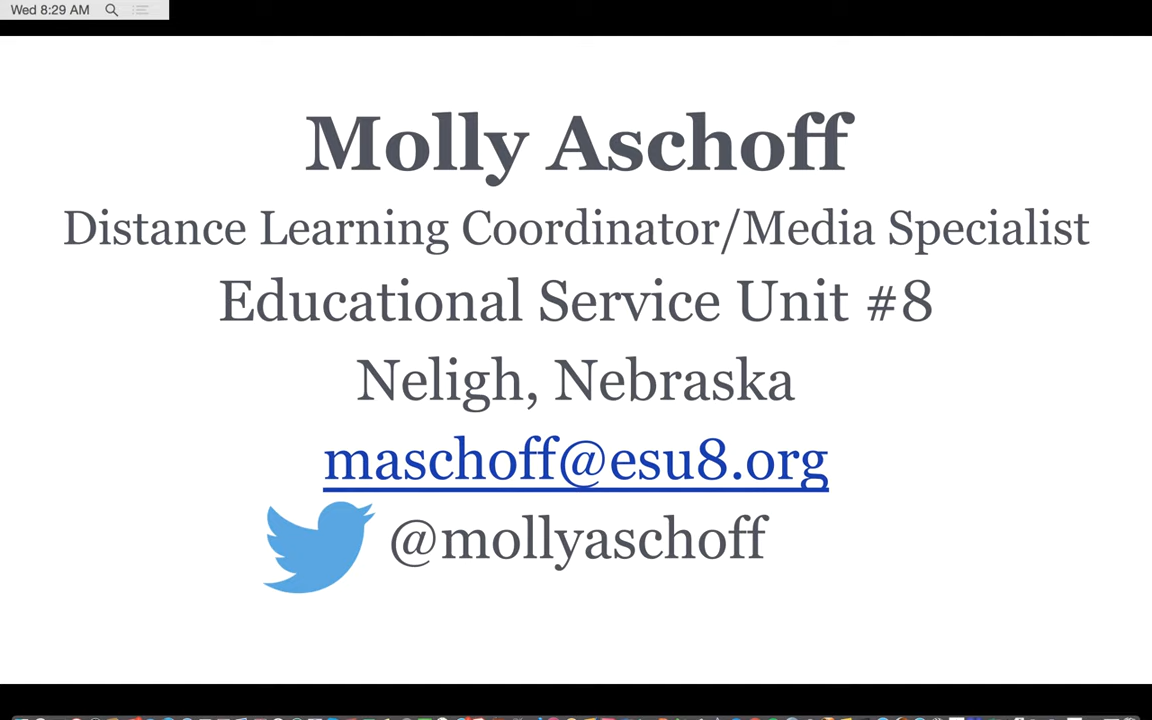 Wed 8:29 AM
Molly Aschoff
Distance Learning Coordinator/Media Specialist
Educational Service Unit #8
Neligh, Nebraska
maschoff@esu8.org
@mollyaschoff